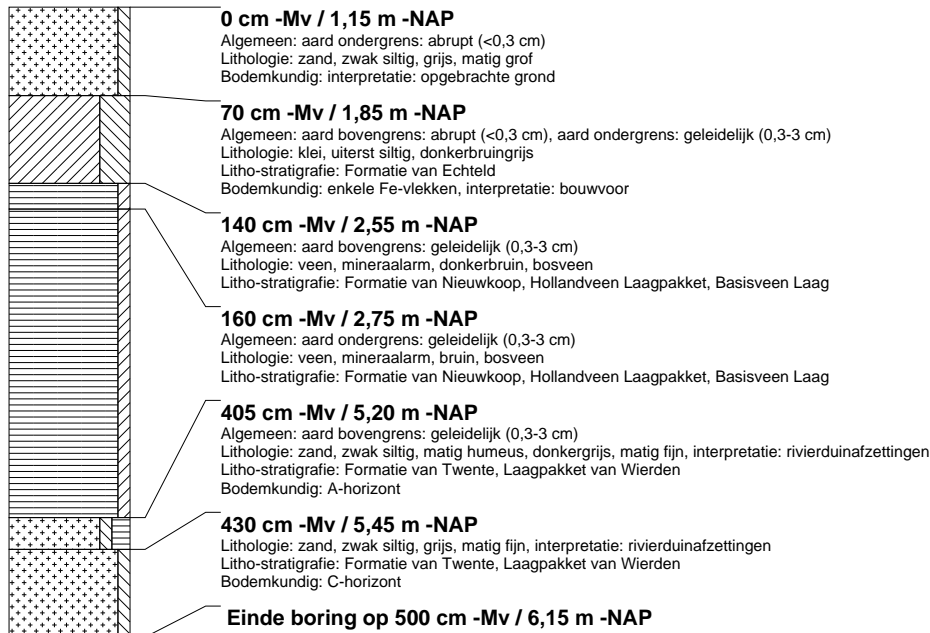 0 cm -Mv / 1,15 m -NAP
Algemeen: aard ondergrens: abrupt (<0,3 cm)
Lithologie: zand, zwak siltig, grijs, matig grof
Bodemkundig: interpretatie: opgebrachte grond
70 cm -Mv / 1,85 m -NAP
Algemeen: aard bovengrens: abrupt (<0,3 cm), aard ondergrens: geleidelijk (0,3-3 cm)
Lithologie: klei, uiterst siltig, donkerbruingrijs
Litho-stratigrafie: Formatie van Echteld
Bodemkundig: enkele Fe-vlekken, interpretatie: bouwvoor
140 cm -Mv / 2,55 m -NAP
Algemeen: aard bovengrens: geleidelijk (0,3-3 cm)
Lithologie: veen, mineraalarm, donkerbruin, bosveen
Litho-stratigrafie: Formatie van Nieuwkoop, Hollandveen Laagpakket, Basisveen Laag
160 cm -Mv / 2,75 m -NAP
Algemeen: aard ondergrens: geleidelijk (0,3-3 cm)
Lithologie: veen, mineraalarm, bruin, bosveen
Litho-stratigrafie: Formatie van Nieuwkoop, Hollandveen Laagpakket, Basisveen Laag
405 cm -Mv / 5,20 m -NAP
Algemeen: aard bovengrens: geleidelijk (0,3-3 cm)
Lithologie: zand, zwak siltig, matig humeus, donkergrijs, matig fijn, interpretatie: rivierduinafzettingen
Litho-stratigrafie: Formatie van Twente, Laagpakket van Wierden
Bodemkundig: A-horizont
430 cm -Mv / 5,45 m -NAP
Lithologie: zand, zwak siltig, grijs, matig fijn, interpretatie: rivierduinafzettingen
Litho-stratigrafie: Formatie van Twente, Laagpakket van Wierden
Bodemkundig: C-horizont
Einde boring op 500 cm -Mv / 6,15 m -NAP